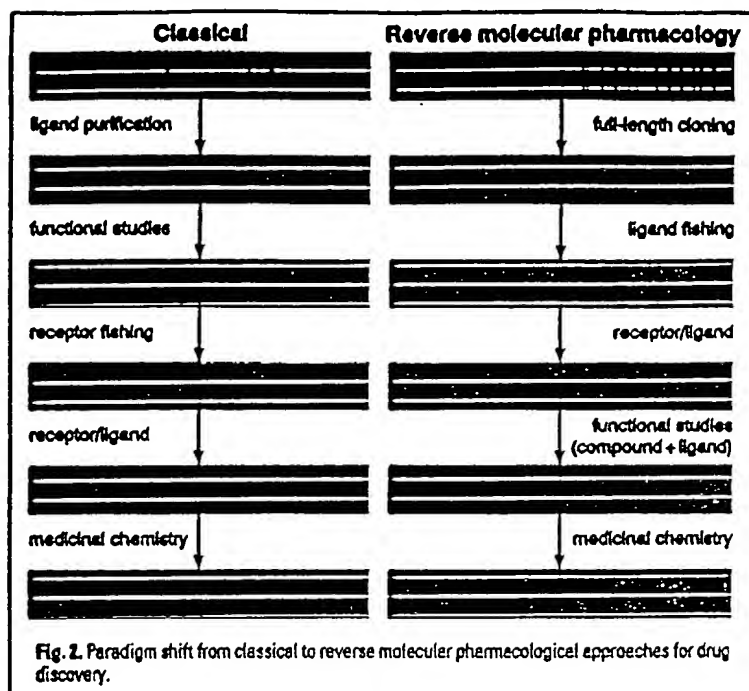 Classical
Reverse molecular pharmacology
ligand purification
full-length cloning
functional studies
ligand fishing
receptor fishing
receptor/ligand
receptor/ligand
functional studies
(compound + ligand)
medicinal chemistry
medicinal chemistry
Fig. 2. Paradigm shift from classical to reverse molecular pharmacological approaches for drug
discovery.